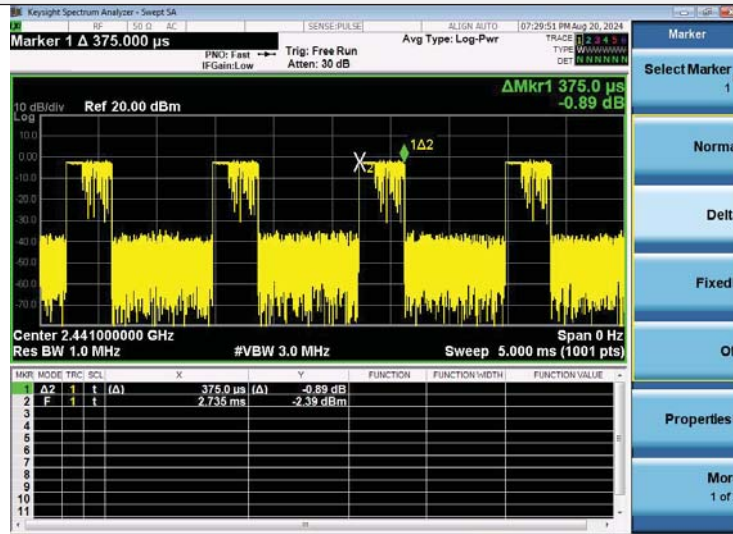 Keysight Spectrum Analyzer - Swept SA
RF 50 Ω AC SENSE:PULSE ALIGN AUTO 07:29:51 PM Aug 20, 2024
Marker 1 Δ 375.000 µs
PNO: Fast
IFGain:Low
Trig: Free Run
Atten: 30 dB
Avg Type: Log-Pwr
TRACE 1 2 3 4 5 6
TYPE WWWWWW
DET N N N N N N
ΔMkr1 375.0 µs
-0.89 dB
10 dB/div Ref 20.00 dBm
Log
10.0
0.00
-10.0
-20.0
-30.0
-40.0
-50.0
-60.0
-70.0
X2
1Δ2
Center 2.441000000 GHz Span 0 Hz
Res BW 1.0 MHz #VBW 3.0 MHz Sweep 5.000 ms (1001 pts)
MKR MODE TRC SCL X Y FUNCTION FUNCTION WIDTH FUNCTION VALUE
1 Δ2 1 t (Δ) 375.0 µs (Δ) -0.89 dB
2 F 1 t 2.735 ms -2.39 dBm
3
4
5
6
7
8
9
10
11
Marker
Select Marker
1
Norma
Delt
Fixed
Of
Properties
Mor
1 of